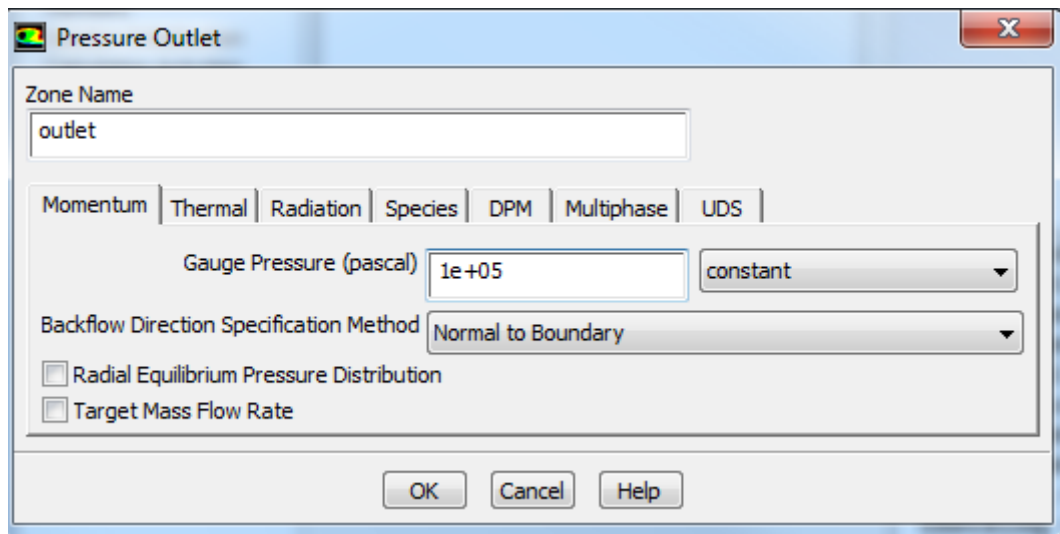 Pressure Outlet
Zone Name
outlet
Momentum Thermal Radiation Species DPM Multiphase UDS
Gauge Pressure (pascal) 1e+05 constant
Backflow Direction Specification Method Normal to Boundary
Radial Equilibrium Pressure Distribution
Target Mass Flow Rate
OK Cancel Help